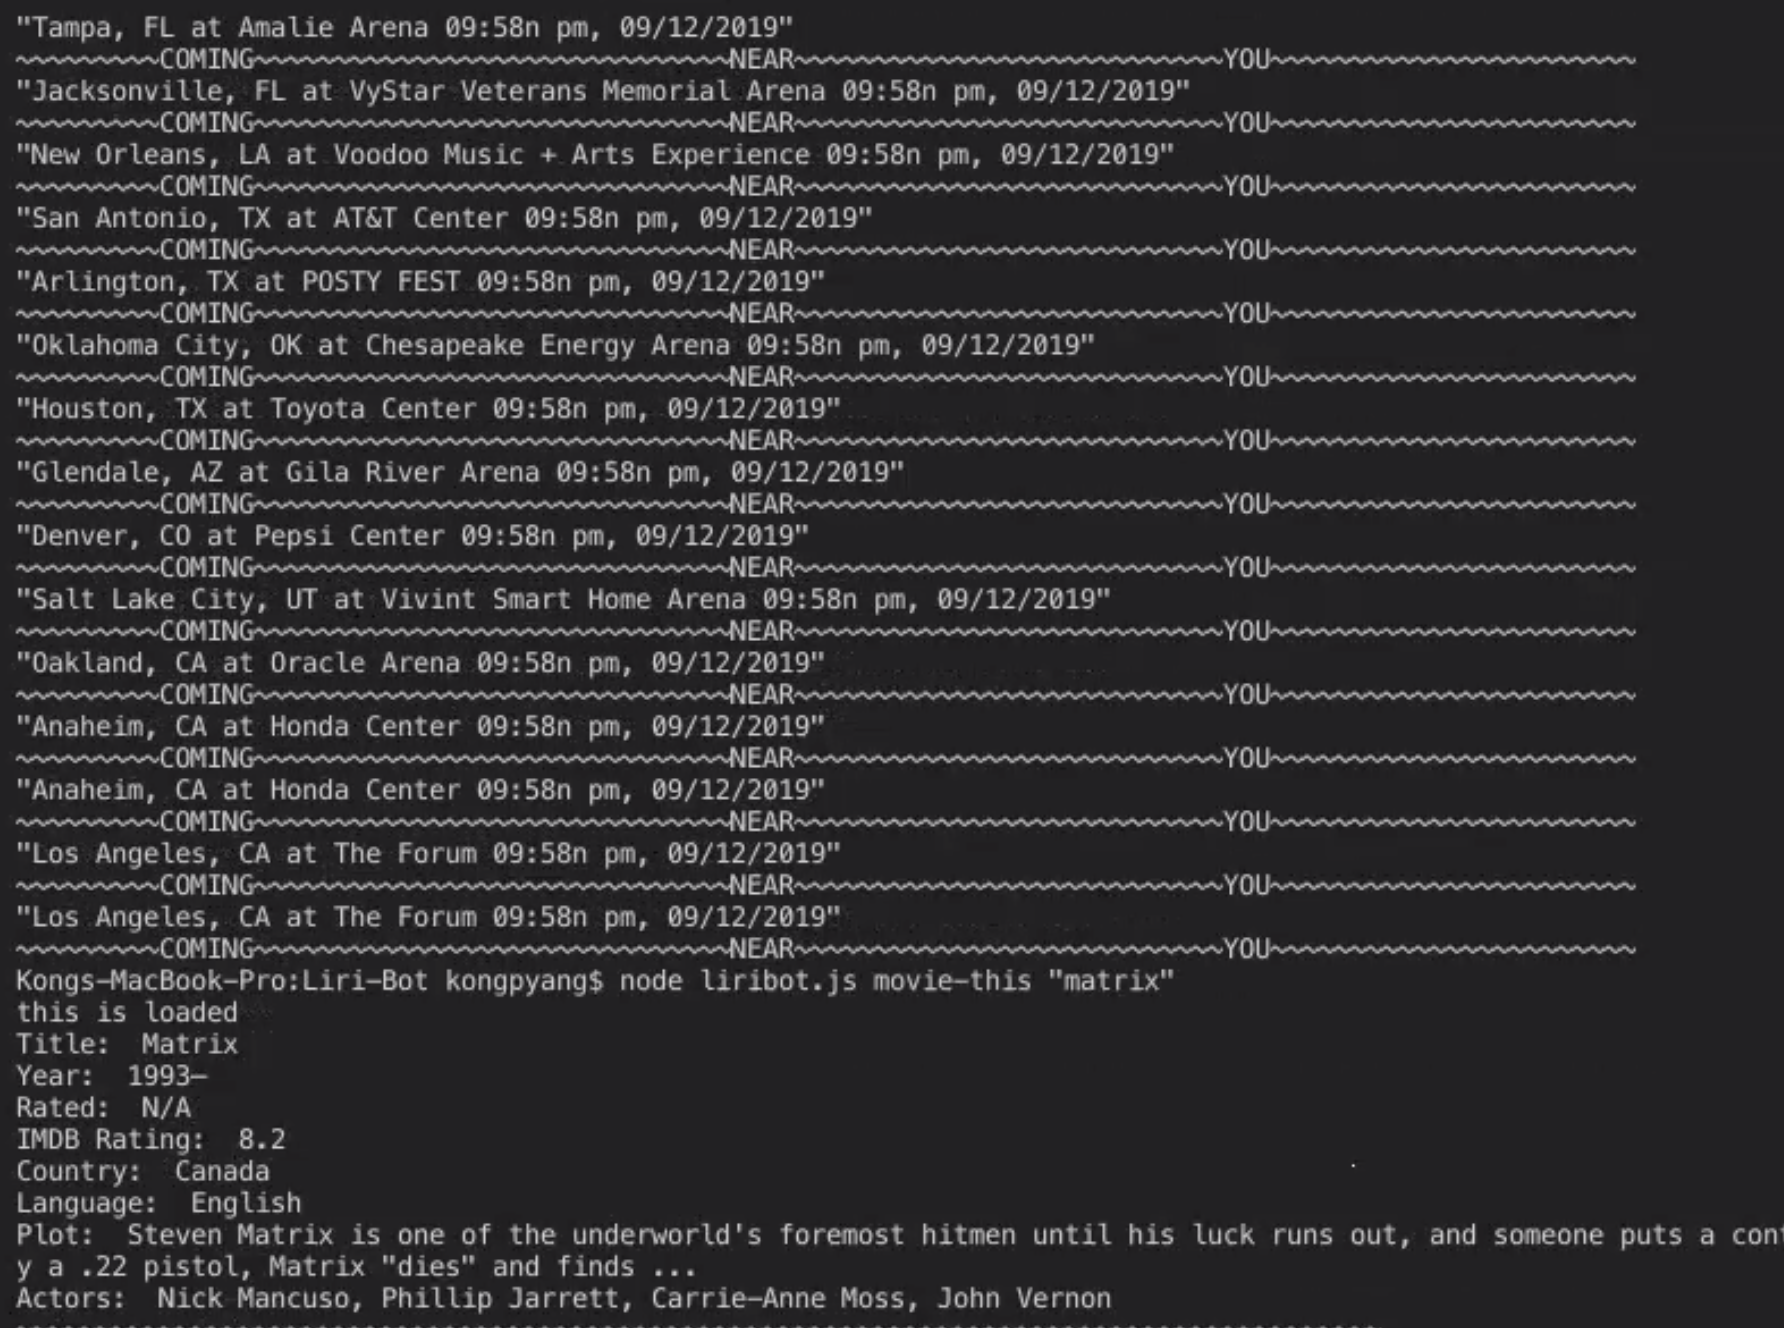 "Tampa, FL at Amalie Arena 09:58n pm, 09/12/2019"
~~~~~~~~~COMING~~~~~~~~~~~~~~~~~~~~~~~~~~~~~~NEAR~~~~~~~~~~~~~~~~~~~~~~~~~~~YOU~~~~~~~~~~~~~~~~~~~~~~~
"Jacksonville, FL at VyStar Veterans Memorial Arena 09:58n pm, 09/12/2019"
~~~~~~~~~COMING~~~~~~~~~~~~~~~~~~~~~~~~~~~~~~NEAR~~~~~~~~~~~~~~~~~~~~~~~~~~~YOU~~~~~~~~~~~~~~~~~~~~~~~
"New Orleans, LA at Voodoo Music + Arts Experience 09:58n pm, 09/12/2019"
~~~~~~~~~COMING~~~~~~~~~~~~~~~~~~~~~~~~~~~~~~NEAR~~~~~~~~~~~~~~~~~~~~~~~~~~~YOU~~~~~~~~~~~~~~~~~~~~~~~
"San Antonio, TX at AT&T Center 09:58n pm, 09/12/2019"
~~~~~~~~~COMING~~~~~~~~~~~~~~~~~~~~~~~~~~~~~~NEAR~~~~~~~~~~~~~~~~~~~~~~~~~~~YOU~~~~~~~~~~~~~~~~~~~~~~~
"Arlington, TX at POSTY FEST 09:58n pm, 09/12/2019"
~~~~~~~~~COMING~~~~~~~~~~~~~~~~~~~~~~~~~~~~~~NEAR~~~~~~~~~~~~~~~~~~~~~~~~~~~YOU~~~~~~~~~~~~~~~~~~~~~~~
"Oklahoma City, OK at Chesapeake Energy Arena 09:58n pm, 09/12/2019"
~~~~~~~~~COMING~~~~~~~~~~~~~~~~~~~~~~~~~~~~~~NEAR~~~~~~~~~~~~~~~~~~~~~~~~~~~YOU~~~~~~~~~~~~~~~~~~~~~~~
"Houston, TX at Toyota Center 09:58n pm, 09/12/2019"
~~~~~~~~~COMING~~~~~~~~~~~~~~~~~~~~~~~~~~~~~~NEAR~~~~~~~~~~~~~~~~~~~~~~~~~~~YOU~~~~~~~~~~~~~~~~~~~~~~~
"Glendale, AZ at Gila River Arena 09:58n pm, 09/12/2019"
~~~~~~~~~COMING~~~~~~~~~~~~~~~~~~~~~~~~~~~~~~NEAR~~~~~~~~~~~~~~~~~~~~~~~~~~~YOU~~~~~~~~~~~~~~~~~~~~~~~
"Denver, CO at Pepsi Center 09:58n pm, 09/12/2019"
~~~~~~~~~COMING~~~~~~~~~~~~~~~~~~~~~~~~~~~~~~NEAR~~~~~~~~~~~~~~~~~~~~~~~~~~~YOU~~~~~~~~~~~~~~~~~~~~~~~
"Salt Lake City, UT at Vivint Smart Home Arena 09:58n pm, 09/12/2019"
~~~~~~~~~COMING~~~~~~~~~~~~~~~~~~~~~~~~~~~~~~NEAR~~~~~~~~~~~~~~~~~~~~~~~~~~~YOU~~~~~~~~~~~~~~~~~~~~~~~
"Oakland, CA at Oracle Arena 09:58n pm, 09/12/2019"
~~~~~~~~~COMING~~~~~~~~~~~~~~~~~~~~~~~~~~~~~~NEAR~~~~~~~~~~~~~~~~~~~~~~~~~~~YOU~~~~~~~~~~~~~~~~~~~~~~~
"Anaheim, CA at Honda Center 09:58n pm, 09/12/2019"
~~~~~~~~~COMING~~~~~~~~~~~~~~~~~~~~~~~~~~~~~~NEAR~~~~~~~~~~~~~~~~~~~~~~~~~~~YOU~~~~~~~~~~~~~~~~~~~~~~~
"Anaheim, CA at Honda Center 09:58n pm, 09/12/2019"
~~~~~~~~~COMING~~~~~~~~~~~~~~~~~~~~~~~~~~~~~~NEAR~~~~~~~~~~~~~~~~~~~~~~~~~~~YOU~~~~~~~~~~~~~~~~~~~~~~~
"Los Angeles, CA at The Forum 09:58n pm, 09/12/2019"
~~~~~~~~~COMING~~~~~~~~~~~~~~~~~~~~~~~~~~~~~~NEAR~~~~~~~~~~~~~~~~~~~~~~~~~~~YOU~~~~~~~~~~~~~~~~~~~~~~~
"Los Angeles, CA at The Forum 09:58n pm, 09/12/2019"
~~~~~~~~~COMING~~~~~~~~~~~~~~~~~~~~~~~~~~~~~~NEAR~~~~~~~~~~~~~~~~~~~~~~~~~~~YOU~~~~~~~~~~~~~~~~~~~~~~~
Kongs-MacBook-Pro:Liri-Bot kongpyang$ node liribot.js movie-this "matrix"
this is loaded
Title:  Matrix
Year:  1993–
Rated:  N/A
IMDB Rating:  8.2
Country:  Canada
Language:  English
Plot:  Steven Matrix is one of the underworld's foremost hitmen until his luck runs out, and someone puts a
y a .22 pistol, Matrix "dies" and finds ...
Actors:  Nick Mancuso, Phillip Jarrett, Carrie-Anne Moss, John Vernon